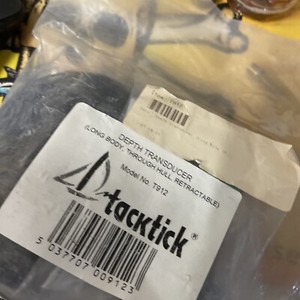 DEPTH TRANSDUCER
(LONG BODY, THROUGH HULL, RETRACTABLE)
Model No. T912
tacktick®
5 037707 009123